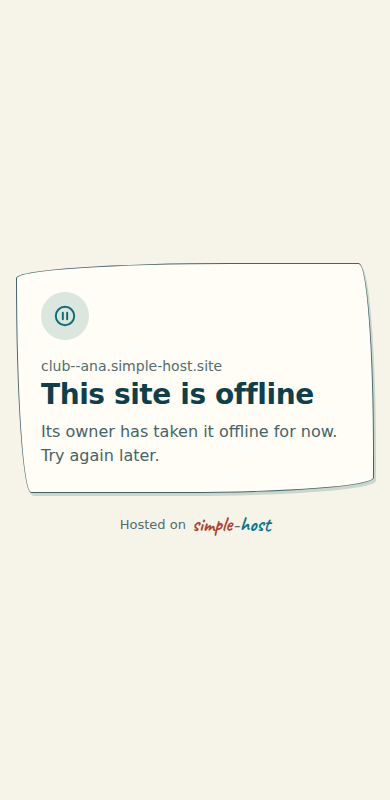 club--ana.simple-host.site
This site is offline
Its owner has taken it offline for now.
Try again later.
Hosted on simple-host